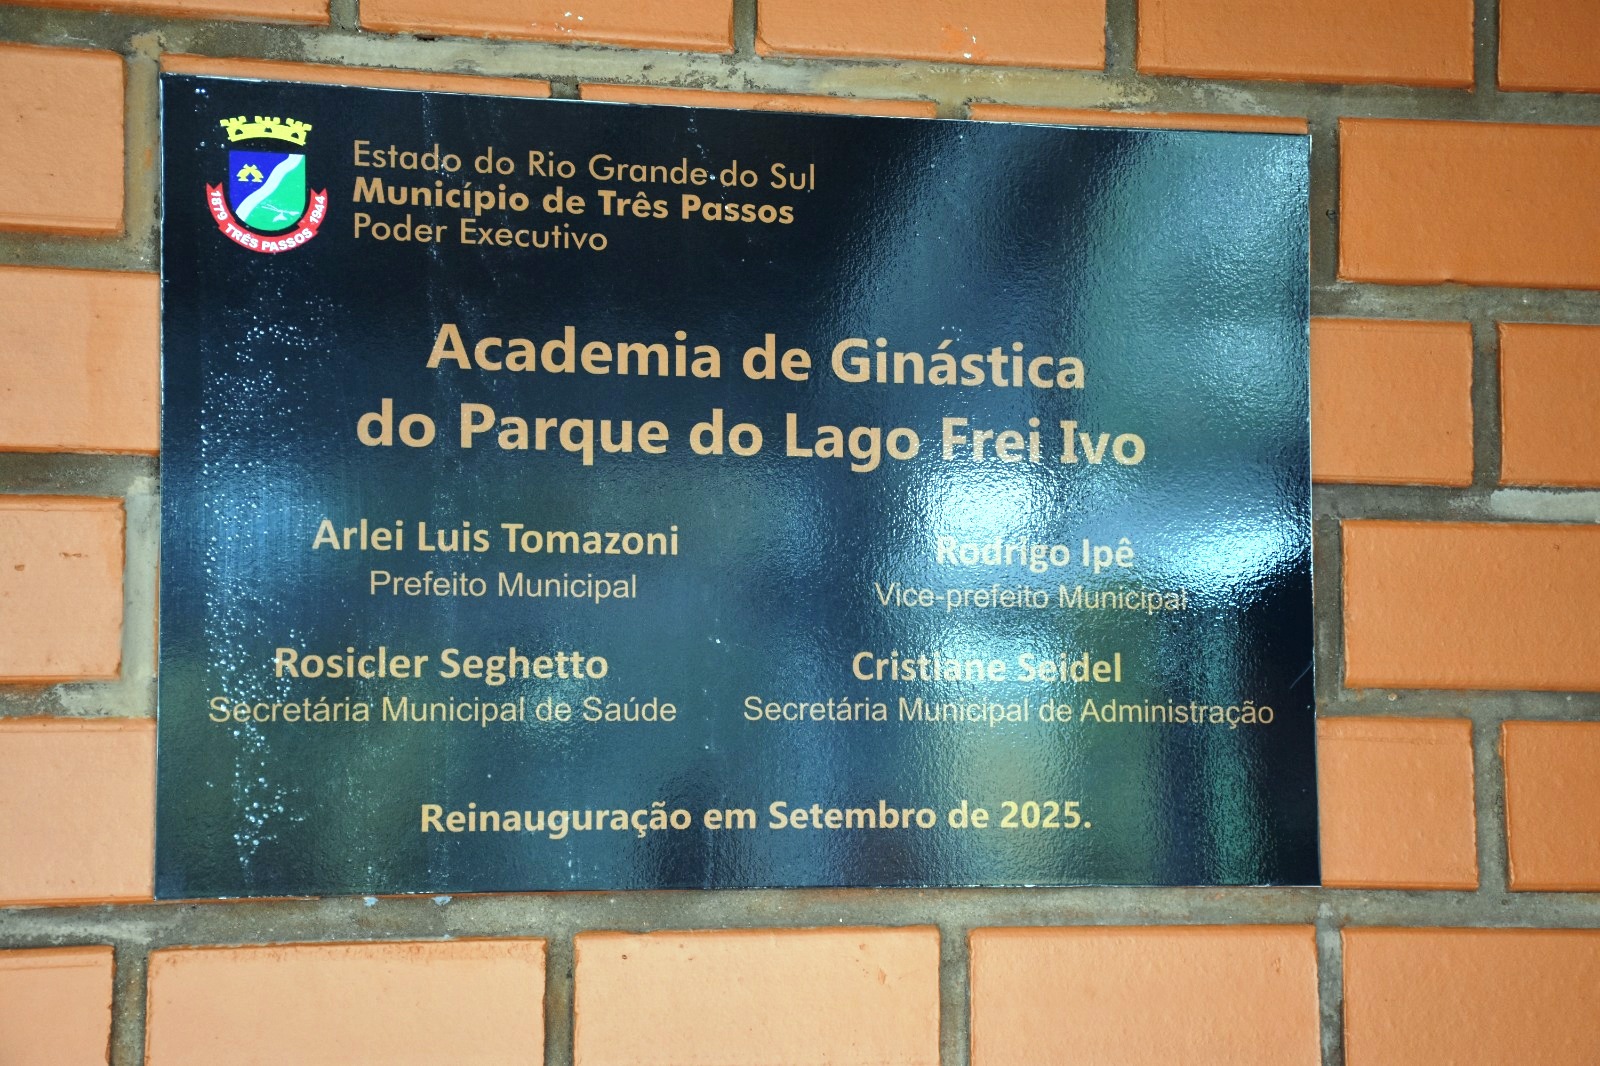 1879 TRÊS PASSOS 1944
Estado do Rio Grande do Sul
Município de Três Passos
Poder Executivo
Academia de Ginástica
do Parque do Lago Frei Ivo
Arlei Luis Tomazoni
Prefeito Municipal
Rodrigo Ipê
Vice-prefeito Municipal
Rosicler Seghetto
Secretária Municipal de Saúde
Cristiane Seidel
Secretária Municipal de Administração
Reinauguração em Setembro de 2025.